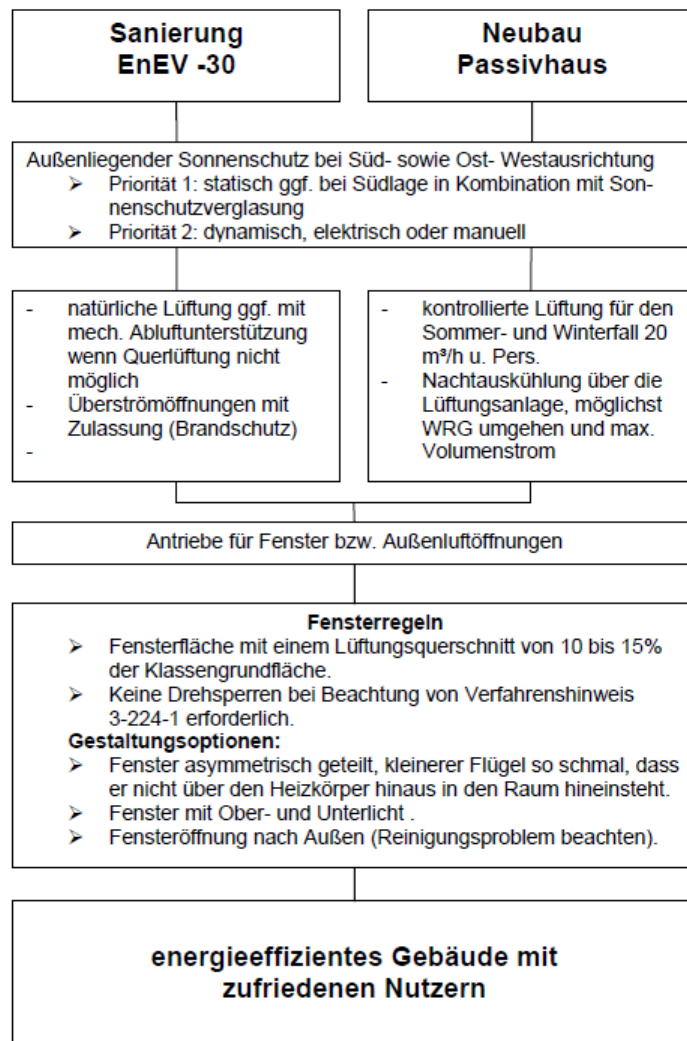 Sanierung
EnEV -30
Neubau
Passivhaus
Außenliegender Sonnenschutz bei Süd- sowie Ost- Westausrichtung
➢ Priorität 1: statisch ggf. bei Südlage in Kombination mit Son-
nenschutzverglasung
➢ Priorität 2: dynamisch, elektrisch oder manuell
- natürliche Lüftung ggf. mit
mech. Abluftunterstützung
wenn Querlüftung nicht
möglich
- Überströmöffnungen mit
Zulassung (Brandschutz)
-
- kontrollierte Lüftung für den
Sommer- und Winterfall 20
m³/h u. Pers.
- Nachtauskühlung über die
Lüftungsanlage, möglichst
WRG umgehen und max.
Volumenstrom
Antriebe für Fenster bzw. Außenluftöffnungen
Fensterregeln
➢ Fensterfläche mit einem Lüftungsquerschnitt von 10 bis 15%
der Klassengrundfläche.
➢ Keine Drehsperren bei Beachtung von Verfahrenshinweis
3-224-1 erforderlich.
Gestaltungsoptionen:
➢ Fenster asymmetrisch geteilt, kleinerer Flügel so schmal, dass
er nicht über den Heizkörper hinaus in den Raum hineinsteht.
➢ Fenster mit Ober- und Unterlicht .
➢ Fensteröffnung nach Außen (Reinigungsproblem beachten).
energieeffizientes Gebäude mit
zufriedenen Nutzern